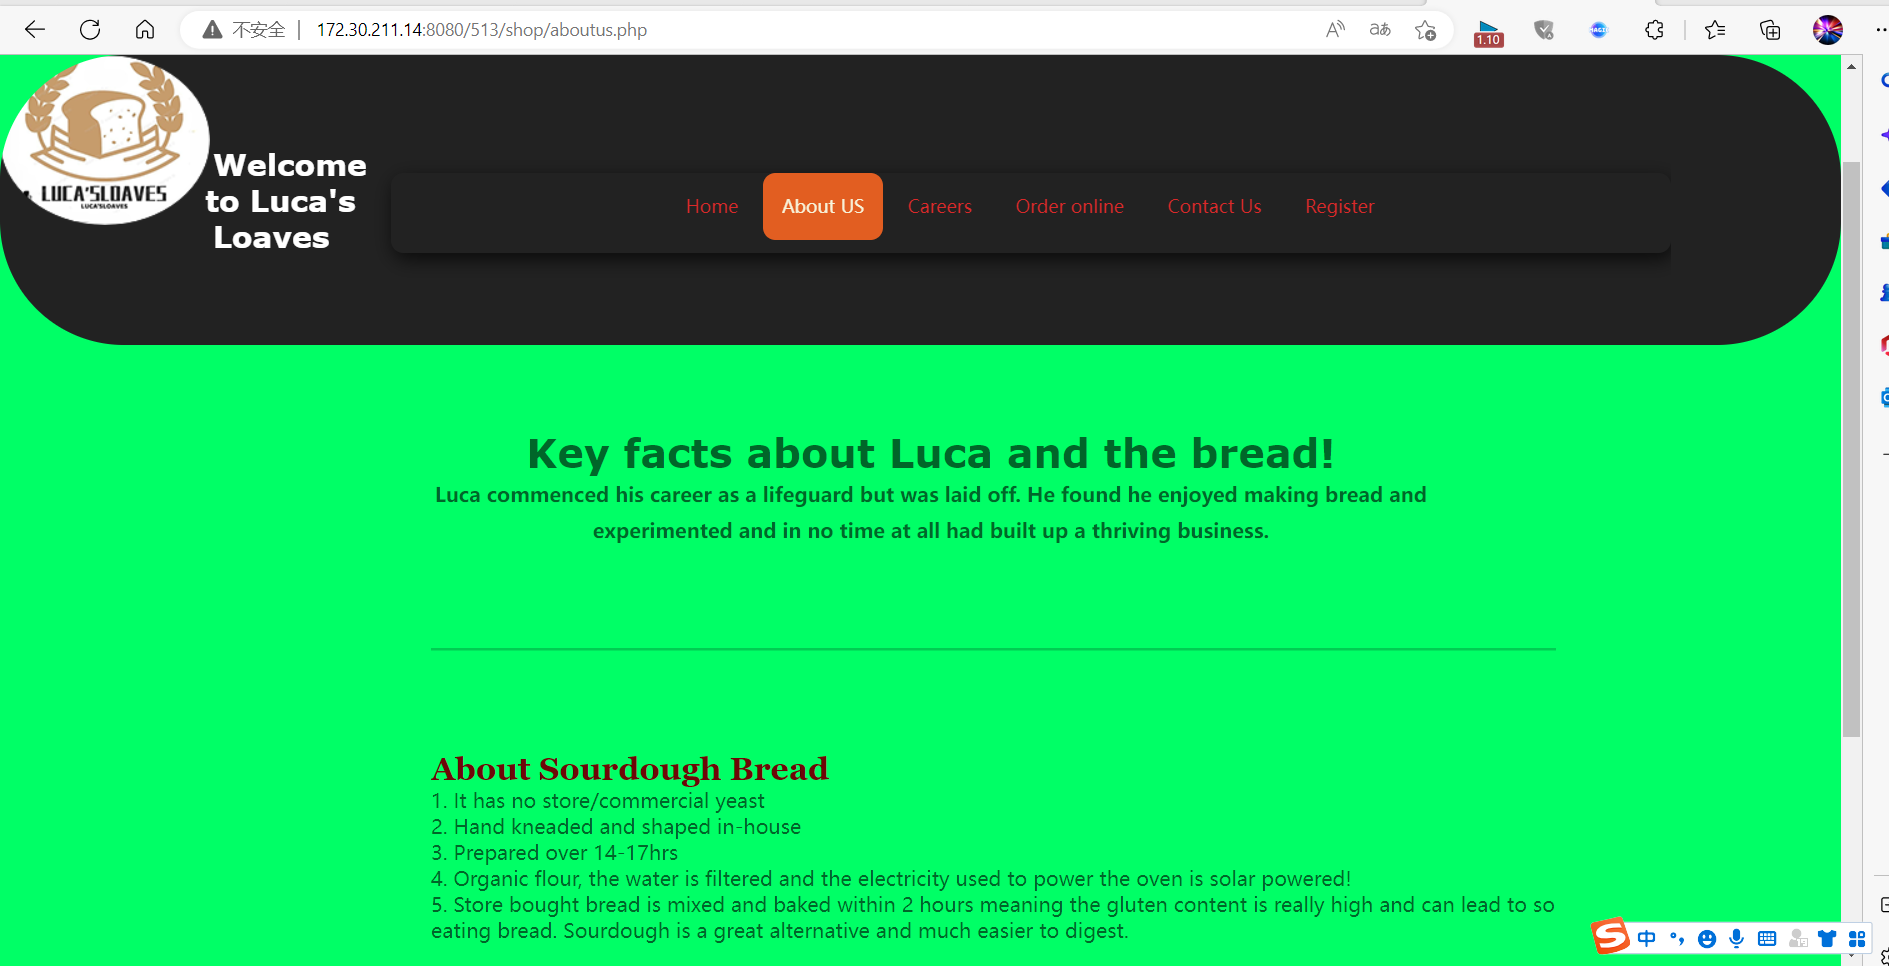 不安全 172.30.211.14:8080/513/shop/aboutus.php
1.10
LUCA'SLOAVES
LUCA'SLOAVES
Welcome
to Luca's
Loaves
Home About US Careers Order online Contact Us Register
Key facts about Luca and the bread!
Luca commenced his career as a lifeguard but was laid off. He found he enjoyed making bread and
experimented and in no time at all had built up a thriving business.
About Sourdough Bread
1. It has no store/commercial yeast
2. Hand kneaded and shaped in-house
3. Prepared over 14-17hrs
4. Organic flour, the water is filtered and the electricity used to power the oven is solar powered!
5. Store bought bread is mixed and baked within 2 hours meaning the gluten content is really high and can lead to so
eating bread. Sourdough is a great alternative and much easier to digest.
中